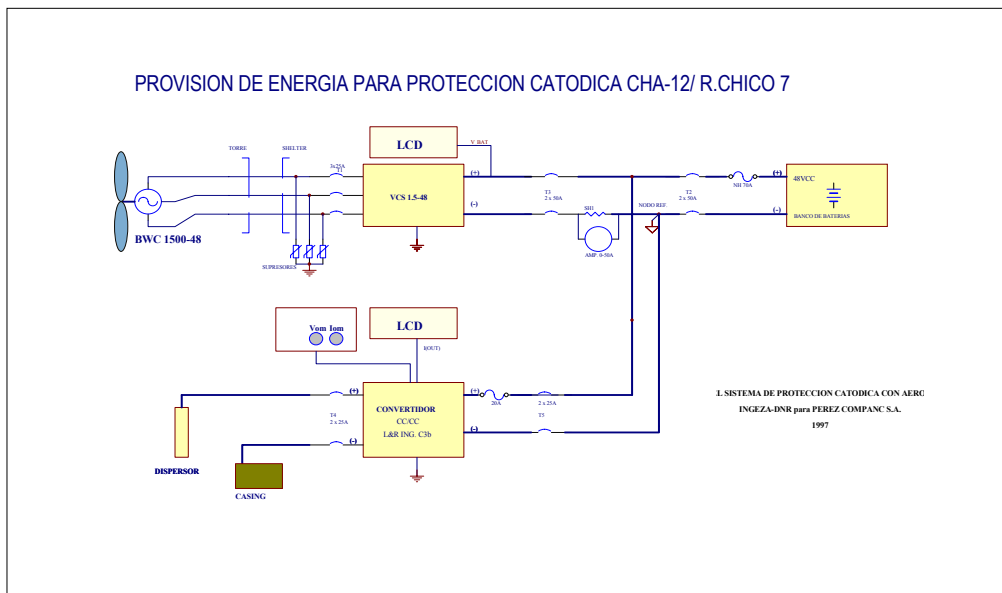 PROVISION DE ENERGIA PARA PROTECCION CATODICA CHA-12/ R.CHICO 7
TORRE
SHELTER
3x25A
T1
LCD
V_BAT
VCS 1.5-48
(+)
(-)
T3
2 x 50A
SH1
AMP. 0-50A
NODO REF.
T2
2 x 50A
NH 70A
(+)
(-)
48VCC
BANCO DE BATERIAS
BWC 1500-48
SUPRESORES
Vom Iom
LCD
I(OUT)
(+)
(-)
T4
2 x 25A
CONVERTIDOR
CC/CC
L&R ING. C3b
(+)
(-)
20A
2 x 25A
T5
DISPERSOR
CASING
:L SISTEMA DE PROTECCION CATODICA CON AERO
INGEZA-DNR para PEREZ COMPANC S.A.
1997